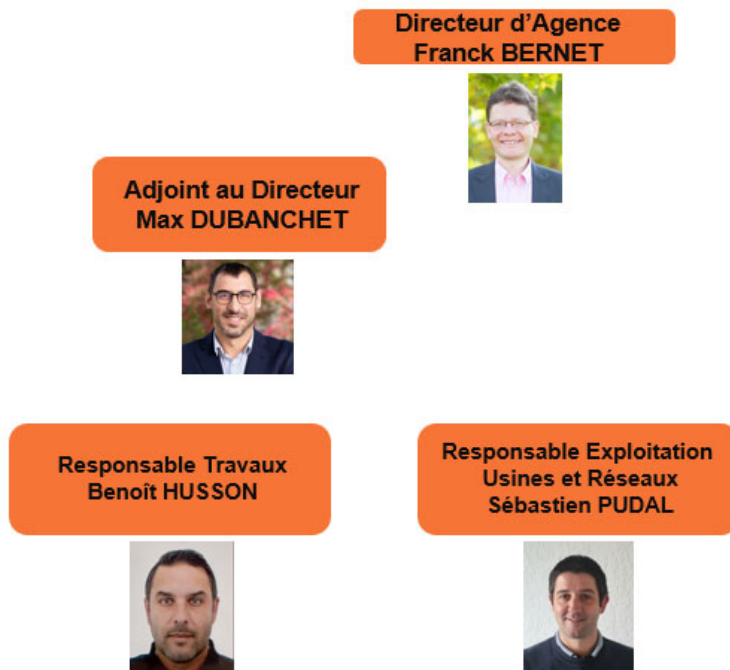 Directeur d'Agence
Franck BERNET
Adjoint au Directeur
Max DUBANCHET
Responsable Travaux
Benoît HUSSON
Responsable Exploitation
Usines et Réseaux
Sébastien PUDAL